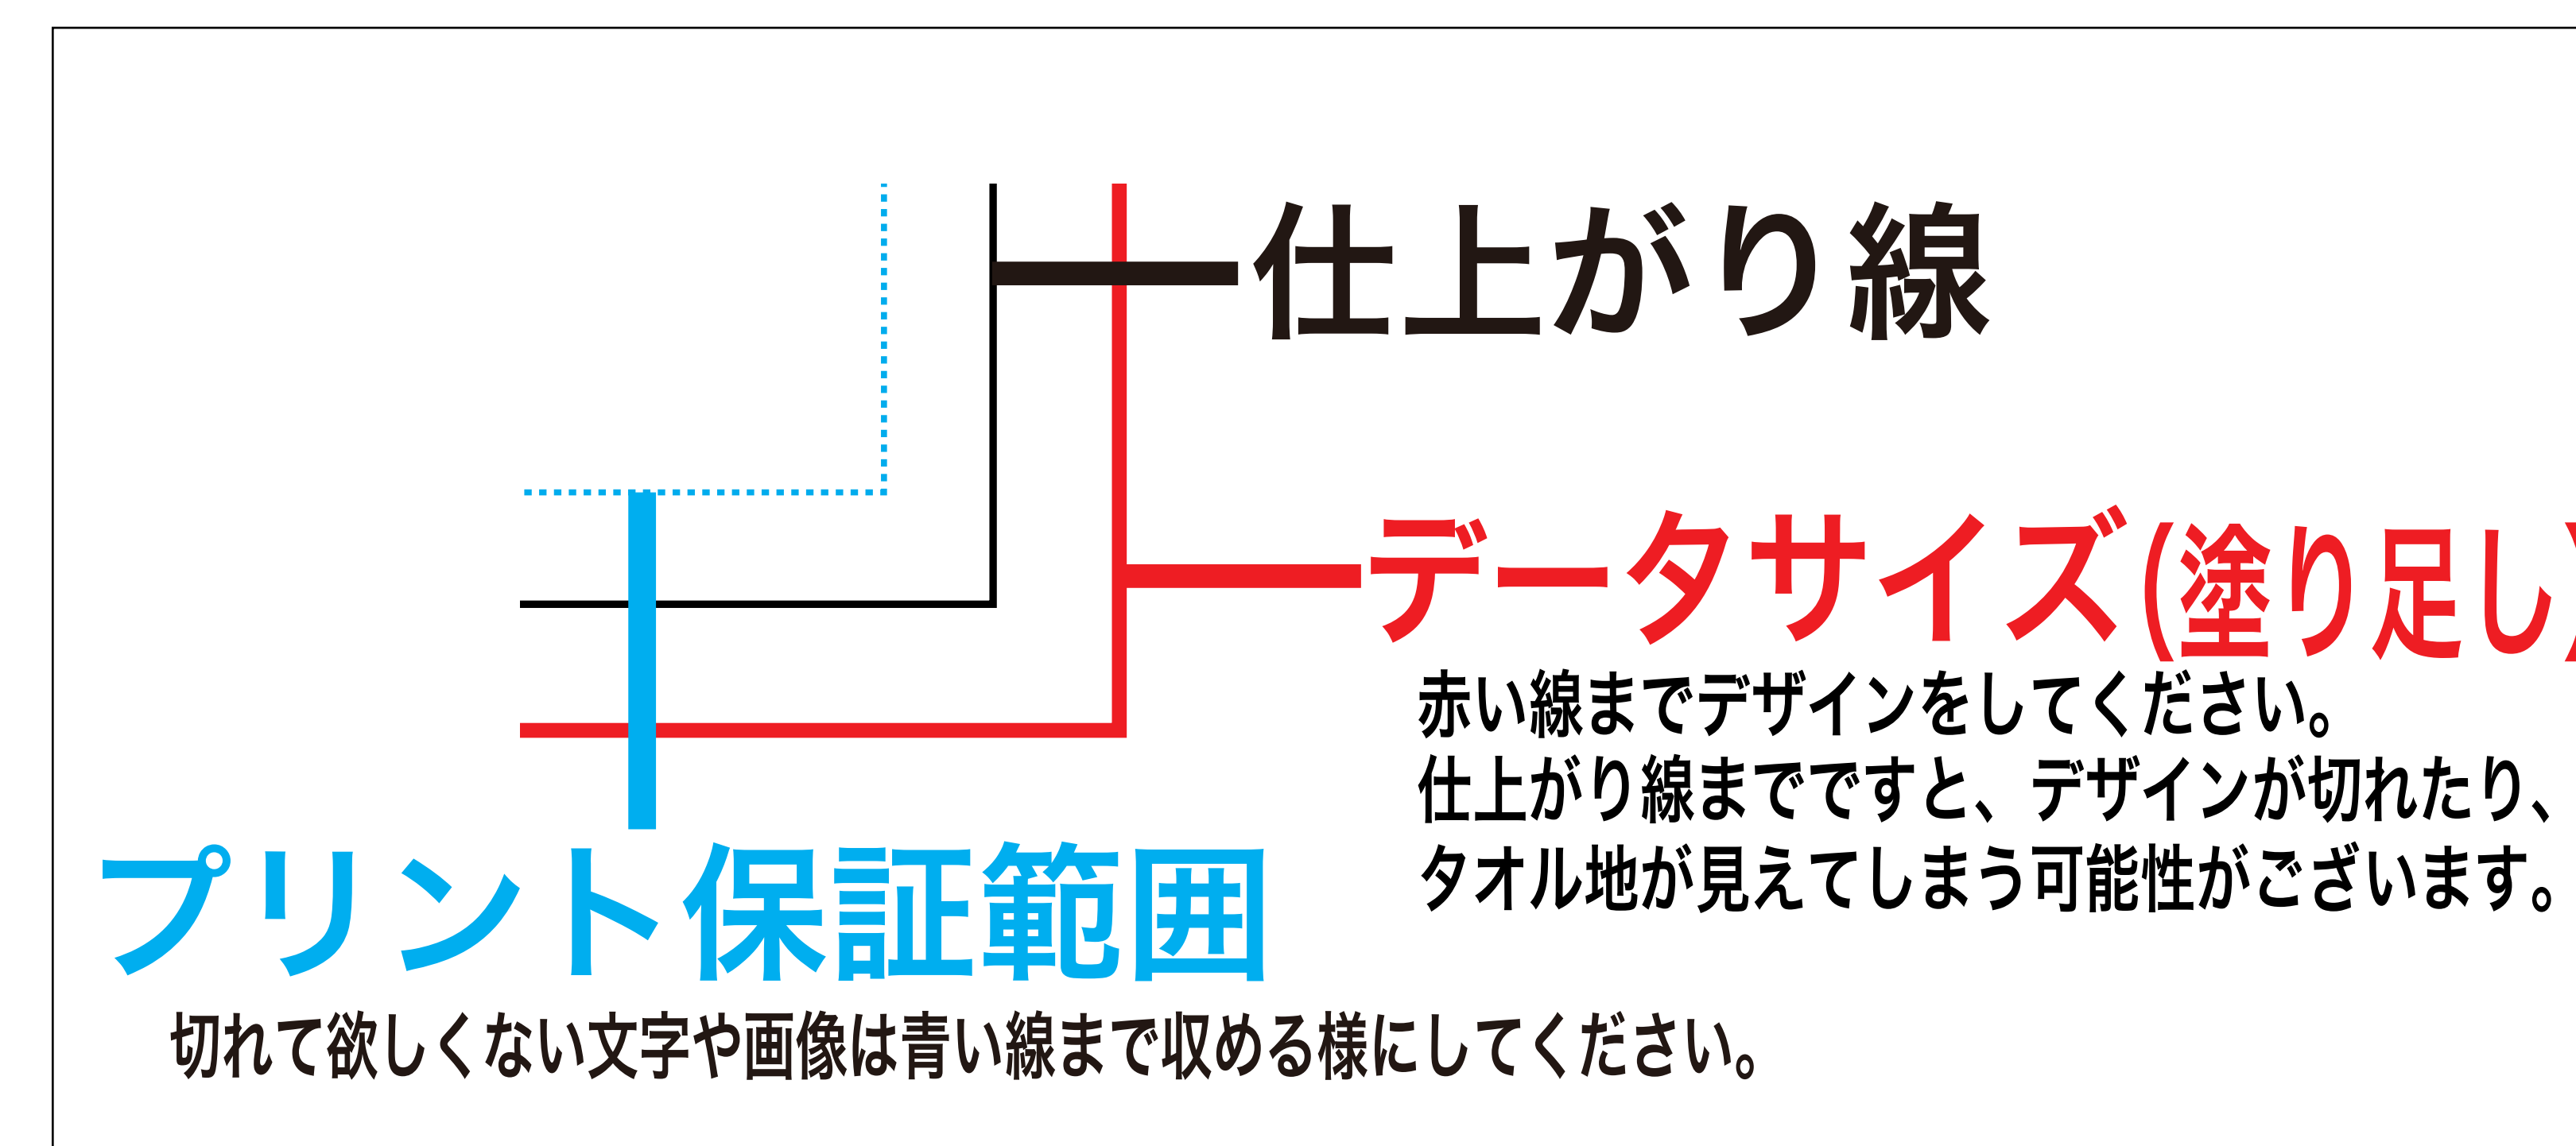 仕上がり線
データサイズ(塗り足し)
赤い線までデザインをしてください。
仕上がり線までですと、デザインが切れたり、
タオル地が見えてしまう可能性がございます。
プリント保証範囲
切れて欲しくない文字や画像は青い線まで収める様にしてください。